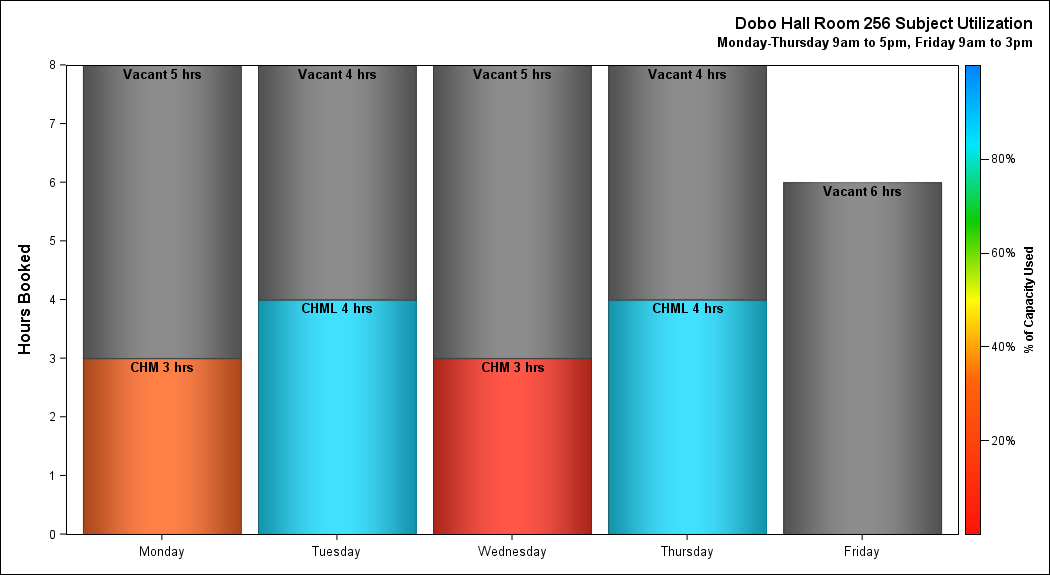 Dobo Hall Room 256 Subject Utilization
Monday-Thursday 9am to 5pm, Friday 9am to 3pm
Hours Booked
8
7
6
5
4
3
2
1
0
Vacant 5 hrs
Vacant 4 hrs
Vacant 5 hrs
Vacant 4 hrs
Vacant 6 hrs
CHML 4 hrs
CHML 4 hrs
CHM 3 hrs
CHM 3 hrs
Monday
Tuesday
Wednesday
Thursday
Friday
80%
60%
40%
20%
% of Capacity Used